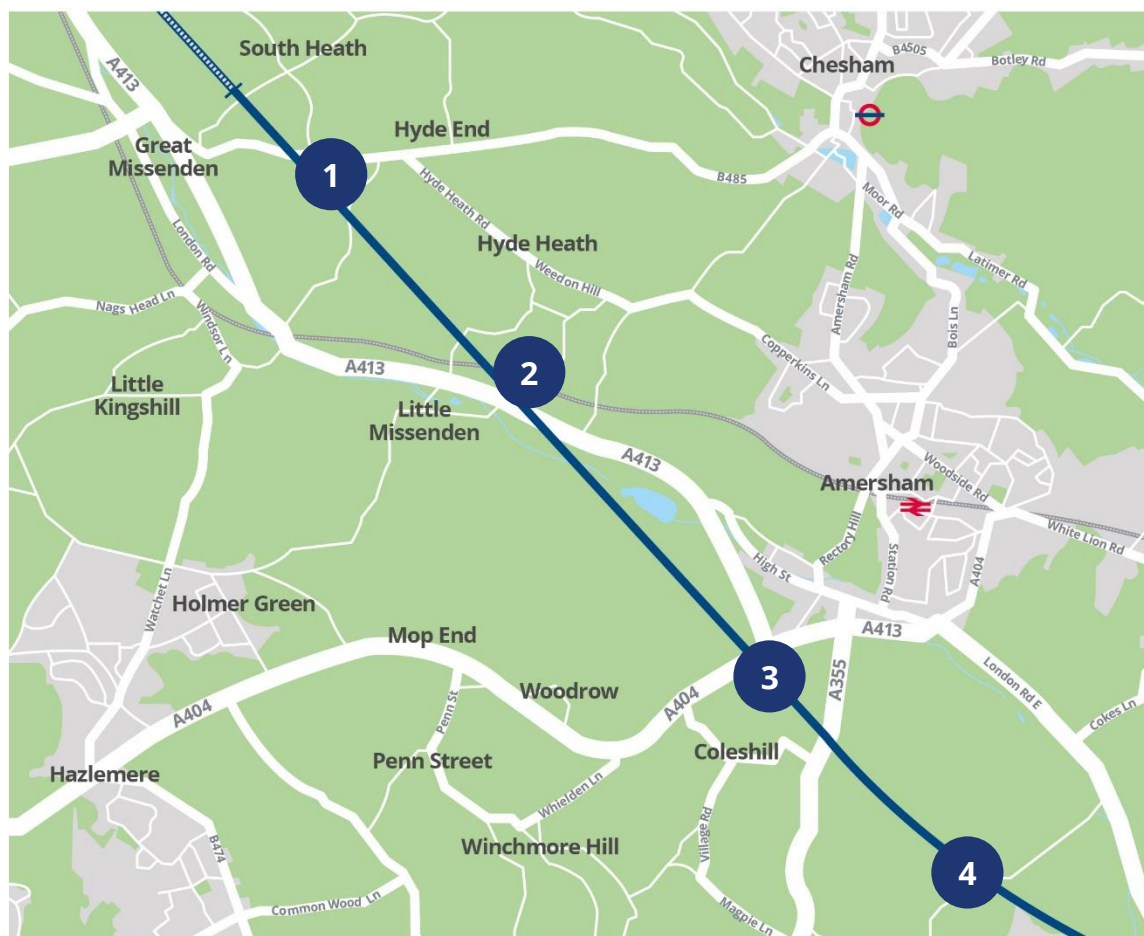 South Heath
A413
B4505
Botley Rd
Chesham
Hyde End
Great
Missenden
1
B485
Hyde Heath Rd
Moor Rd
London Rd
Hyde Heath
Weedon Hill
Latimer Rd
Nags Head Ln
Windsor Ln
Amersham Rd
Bois Ln
Copperkins Ln
A413
2
Little
Kingshill
Little
Missenden
A413
Woodside Rd
Amersham
White Lion Rd
Rectory Hill
High St
Station Rd
A404
Watchet Ln
Holmer Green
Mop End
A413
3
A355
London Rd E
Woodrow
A404
Penn St
A404
Cokes Ln
Coleshill
Penn Street
Hazlemere
Whielden Ln
Village Rd
Winchmore Hill
B474
4
Common Wood Ln
Magpie Ln